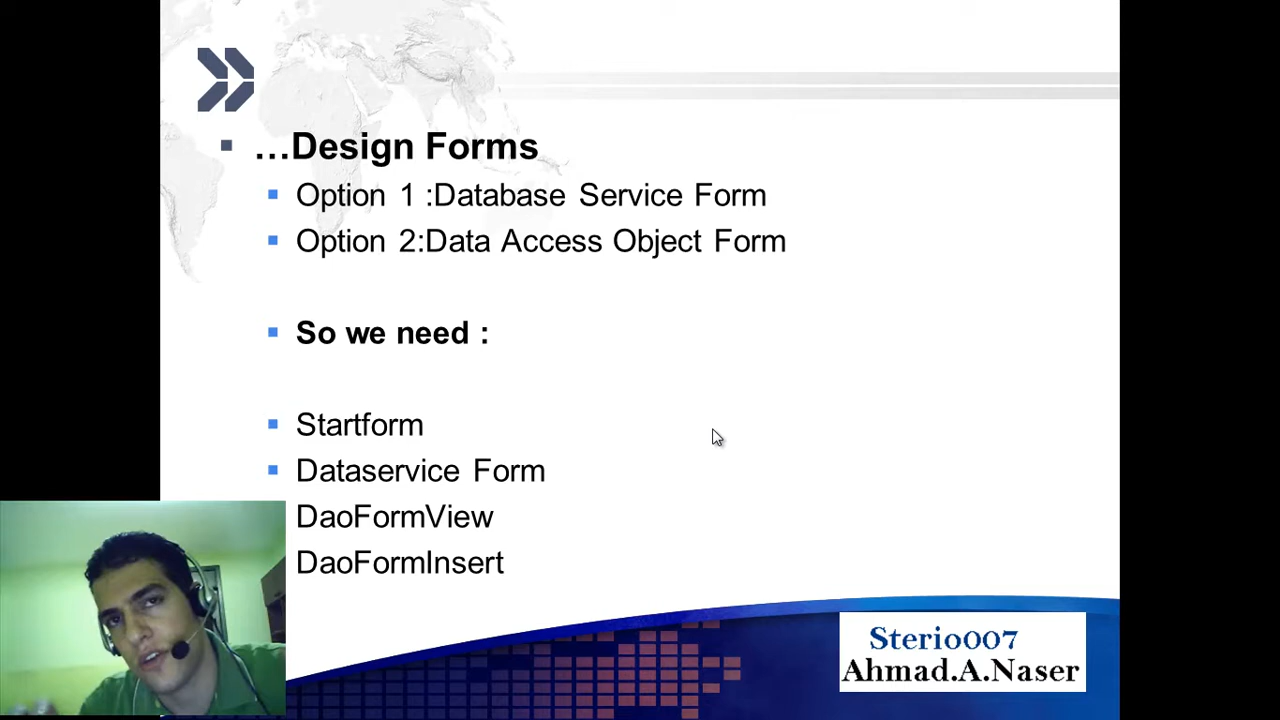 ...Design Forms
Option 1 :Database Service Form
Option 2:Data Access Object Form
So we need :
Startform
Dataservice Form
DaoFormView
DaoFormInsert
Sterio007
Ahmad.A.Naser